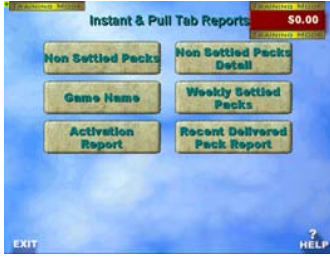 TRAINING MODE
TRAINING MODE
Instant & Pull Tab Reports
$0.00
TRAINING MODE
Non Settled Packs
Non Settled Packs
Detail
Game Name
Weekly Settled
Packs
Activation
Report
Recent Delivered
Pack Report
EXIT
?
HELP